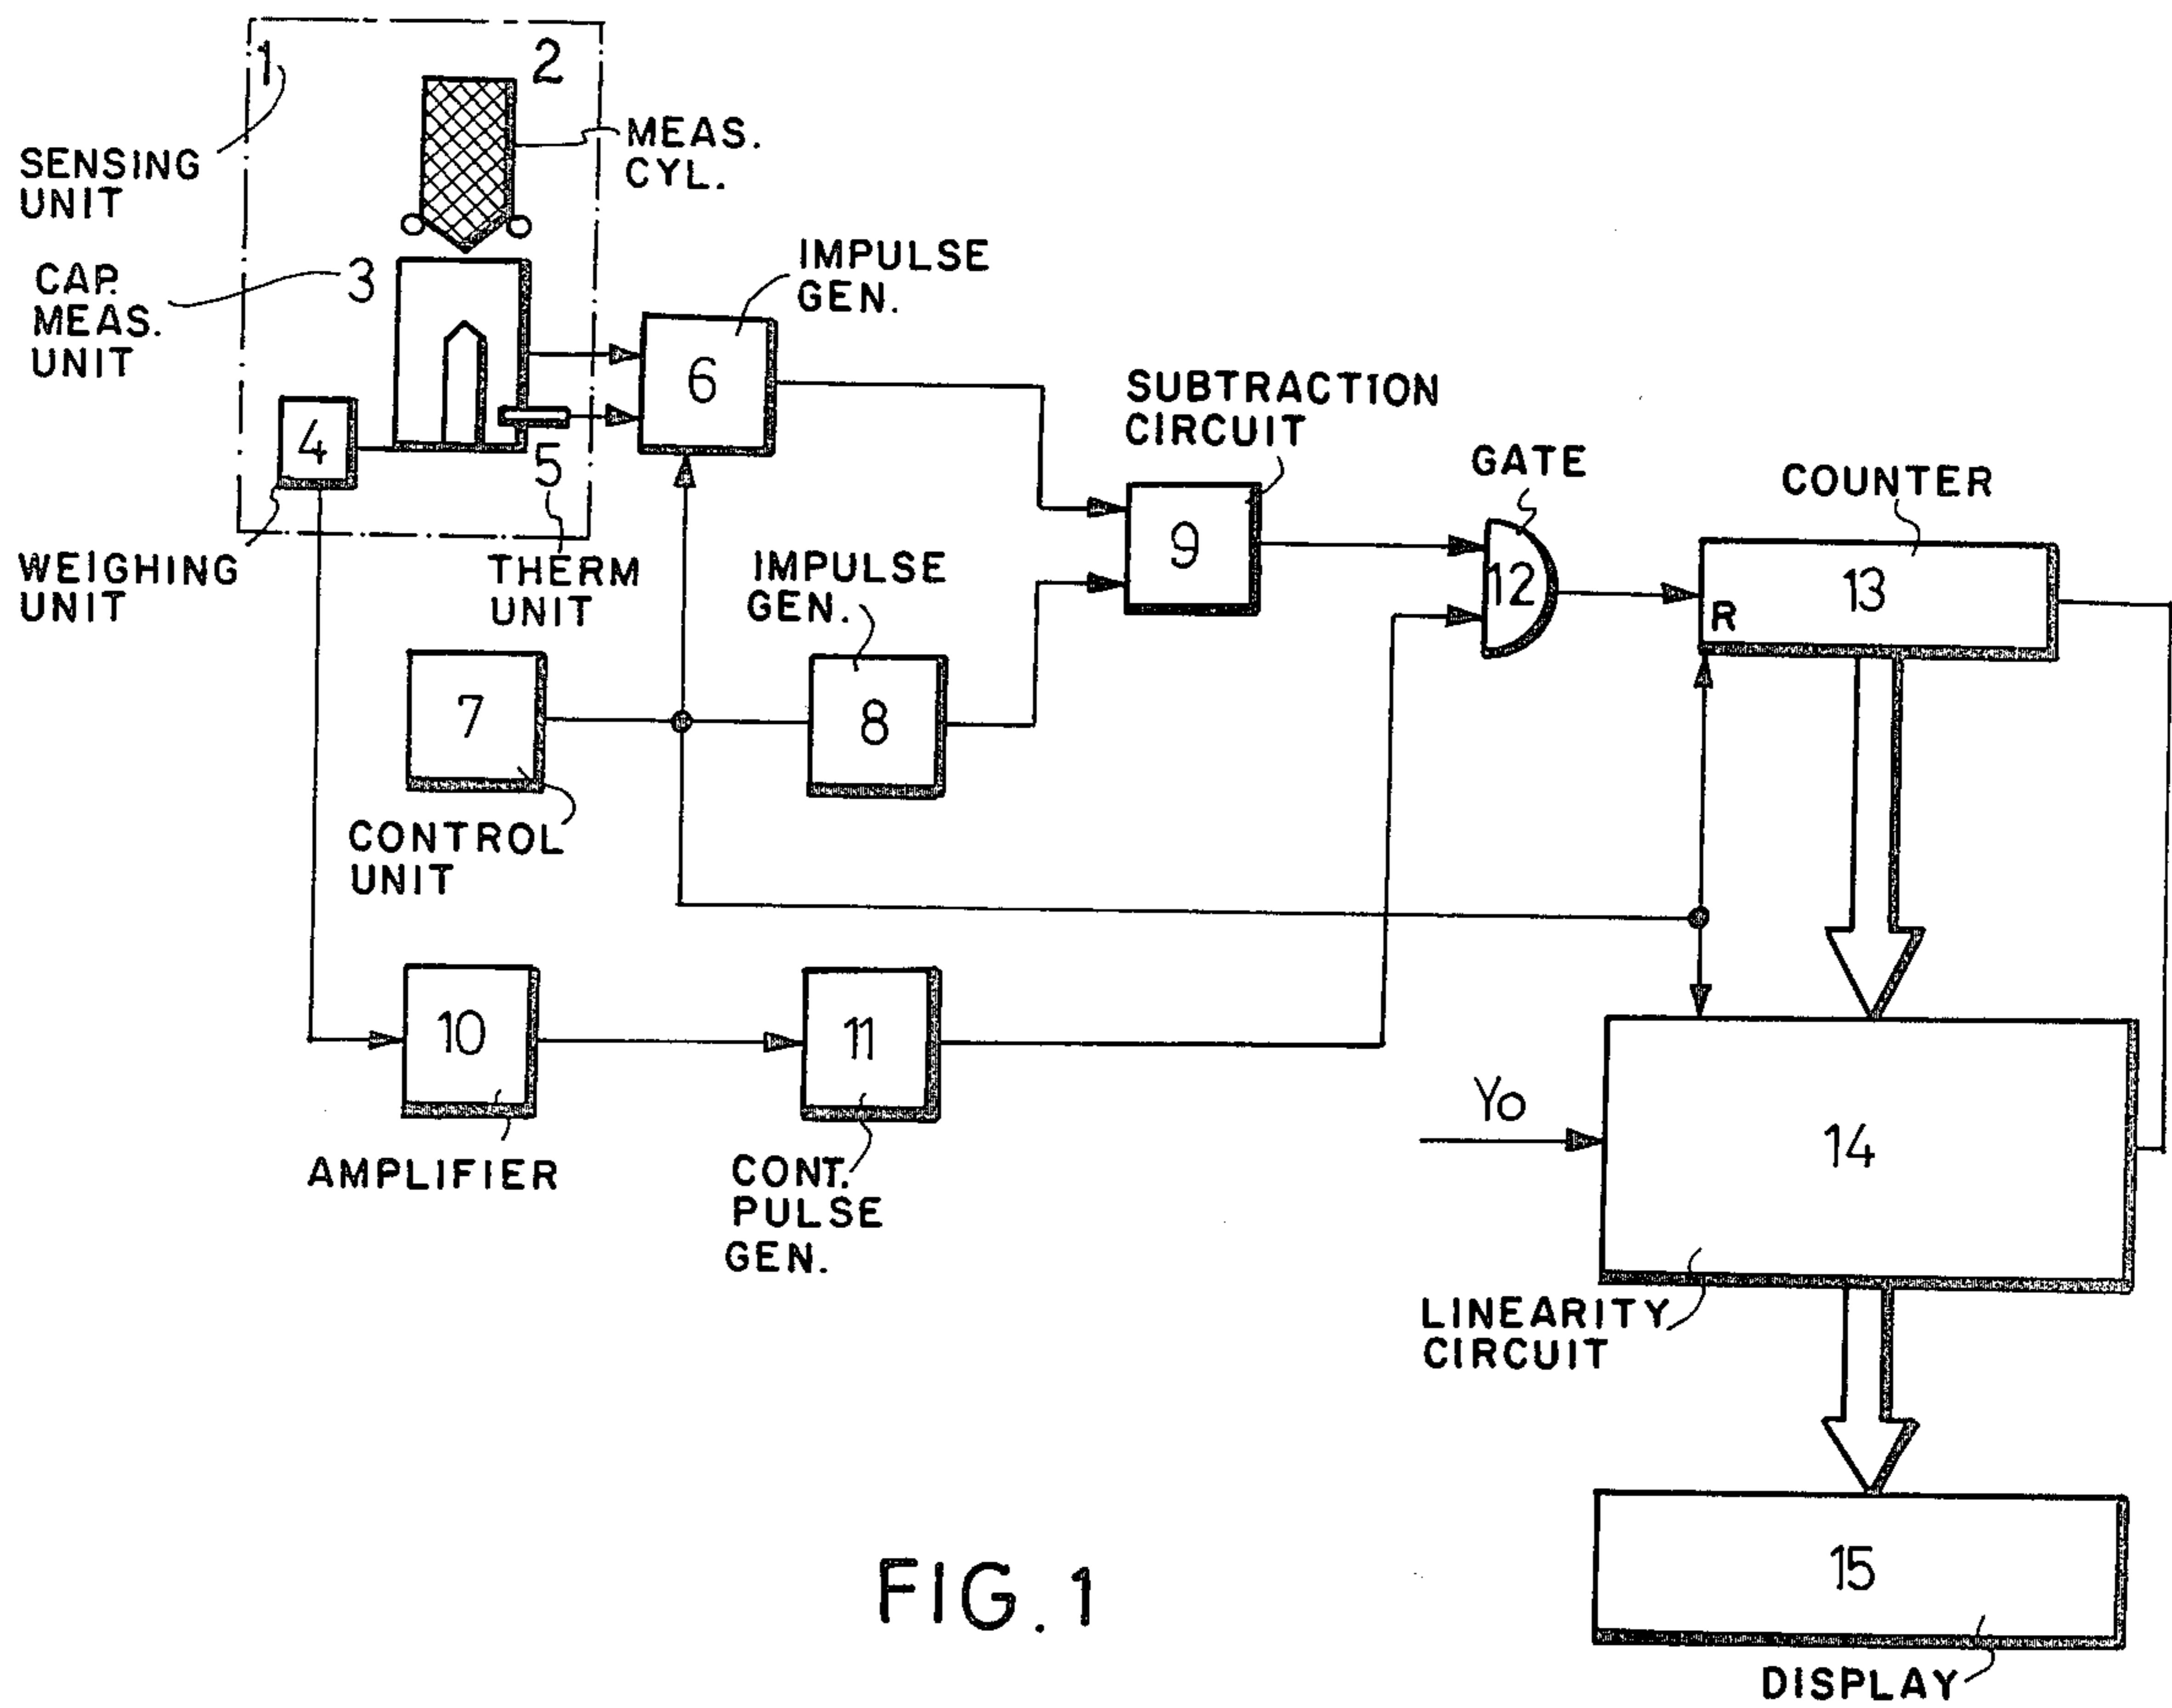 1
2
SENSING
UNIT
MEAS.
CYL.
CAP.
MEAS.
UNIT
3
IMPULSE
GEN.
6
4
5
WEIGHING
UNIT
THERM
UNIT
SUBTRACTION
CIRCUIT
9
GATE
12
COUNTER
13
R
IMPULSE
GEN.
7
8
CONTROL
UNIT
10
11
AMPLIFIER
CONT.
PULSE
GEN.
Yo
14
LINEARITY
CIRCUIT
15
DISPLAY
FIG. 1